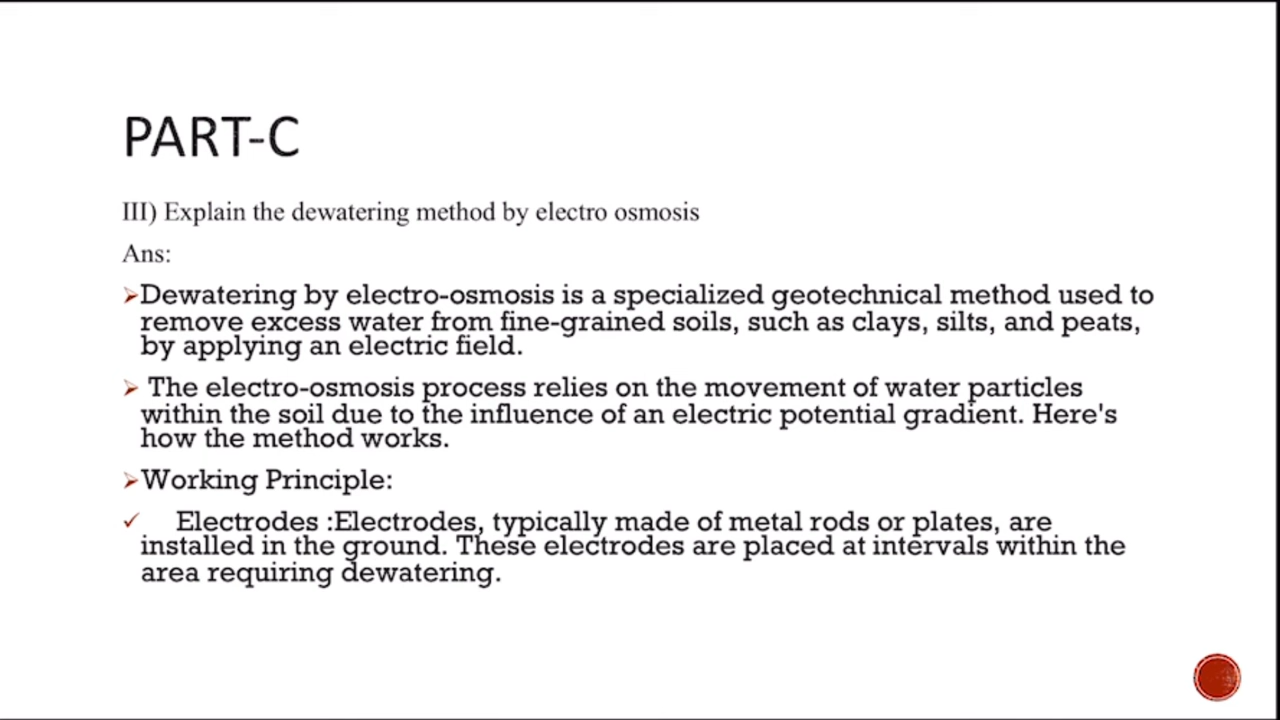 PART-C
III) Explain the dewatering method by electro osmosis
Ans:
➢Dewatering by electro-osmosis is a specialized geotechnical method used to
remove excess water from fine-grained soils, such as clays, silts, and peats,
by applying an electric field.
➢ The electro-osmosis process relies on the movement of water particles
within the soil due to the influence of an electric potential gradient. Here's
how the method works.
➢Working Principle:
✓ Electrodes :Electrodes, typically made of metal rods or plates, are
installed in the ground. These electrodes are placed at intervals within the
area requiring dewatering.